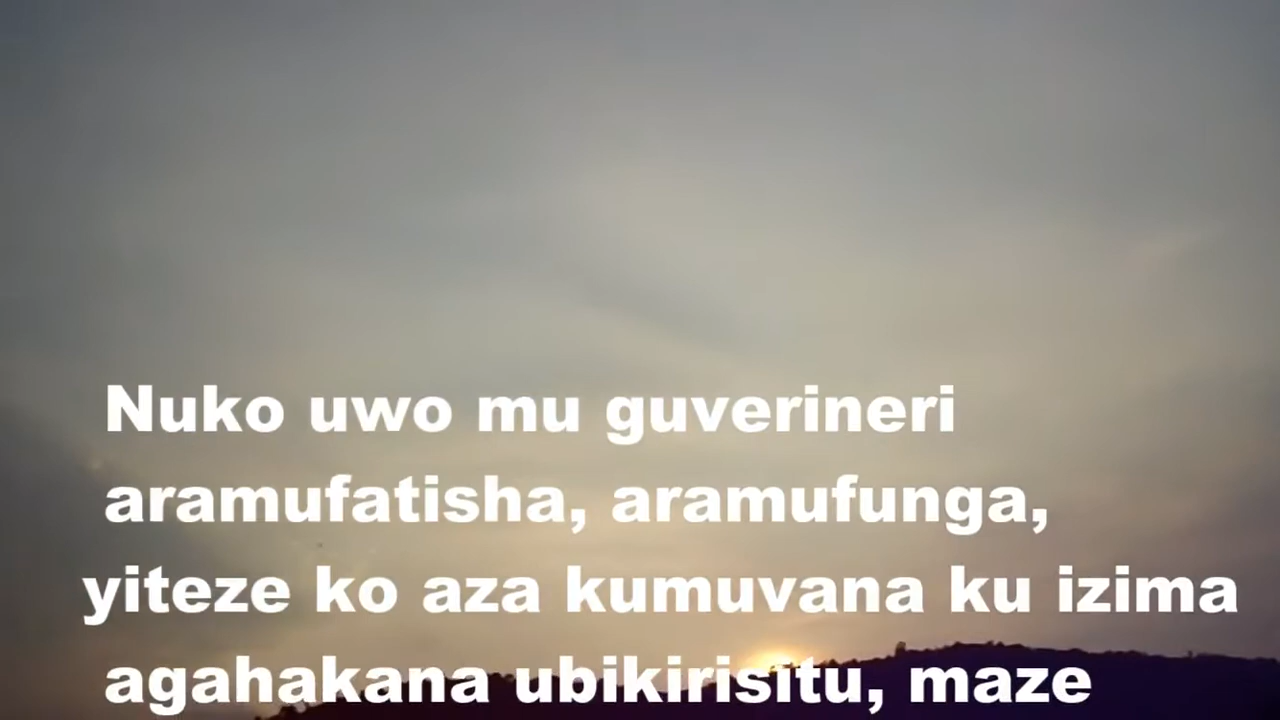 Nuko uwo mu guverineri
aramufatisha, aramufunga,
yiteze ko aza kumuvana ku izima
agahakana ubikirisitu, maze